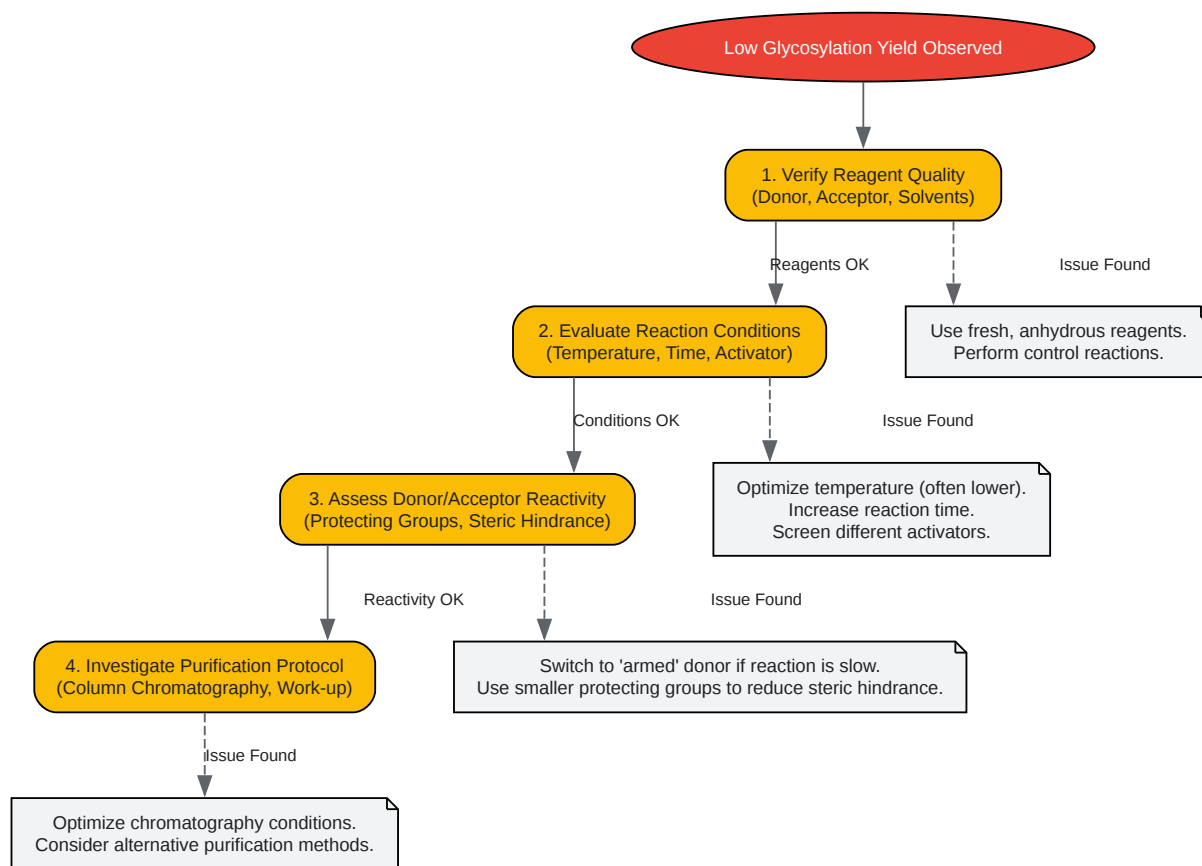 Low Glycosylation Yield Observed
1. Verify Reagent Quality
(Donor, Acceptor, Solvents)
Reagents OK
Issue Found
2. Evaluate Reaction Conditions
(Temperature, Time, Activator)
Use fresh, anhydrous reagents.
Perform control reactions.
Conditions OK
Issue Found
3. Assess Donor/Acceptor Reactivity
(Protecting Groups, Steric Hindrance)
Optimize temperature (often lower).
Increase reaction time.
Screen different activators.
Reactivity OK
Issue Found
4. Investigate Purification Protocol
(Column Chromatography, Work-up)
Switch to 'armed' donor if reaction is slow.
Use smaller protecting groups to reduce steric hindrance.
Issue Found
Optimize chromatography conditions.
Consider alternative purification methods.